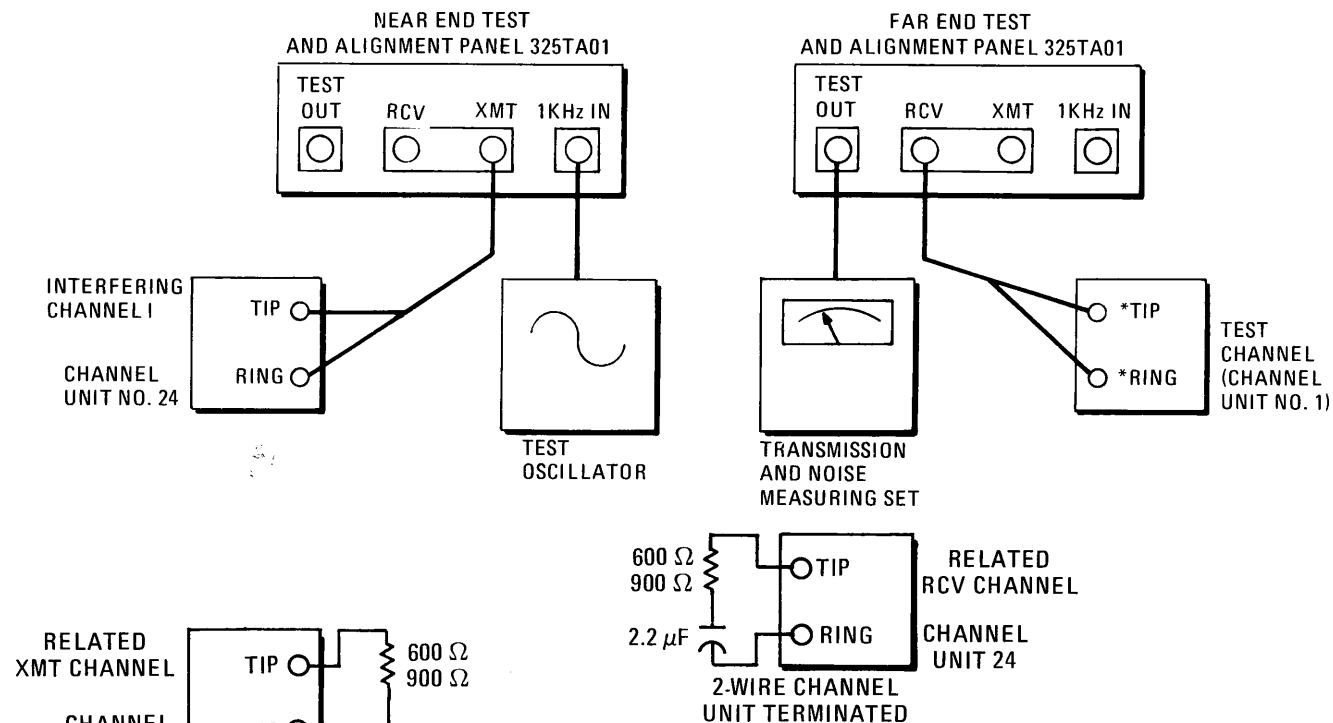 NEAR END TEST
AND ALIGNMENT PANEL 325TA01
TEST
OUT
RCV
XMT
1KHz IN
INTERFERING
CHANNEL I
CHANNEL
UNIT NO. 24
TIP
RING
TEST
OSCILLATOR
FAR END TEST
AND ALIGNMENT PANEL 325TA01
TEST
OUT
RCV
XMT
1KHz IN
TRANSMISSION
AND NOISE
MEASURING SET
*TIP
*RING
TEST
CHANNEL
(CHANNEL
UNIT NO. 1)
600 Ω
900 Ω
2.2 μF
TIP
RING
RELATED
RCV CHANNEL
CHANNEL
UNIT 24
2-WIRE CHANNEL
UNIT TERMINATED
RELATED
XMT CHANNEL
TIP
600 Ω
900 Ω
CHANNEL